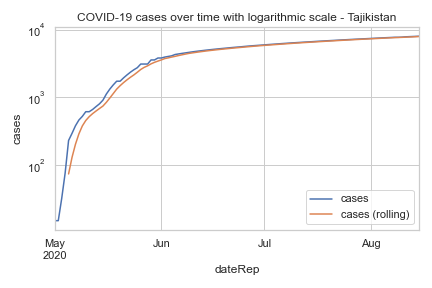 COVID-19 cases over time with logarithmic scale - Tajikistan
10^4
10^3
10^2
cases
cases
cases (rolling)
May Jun Jul Aug
2020
dateRep